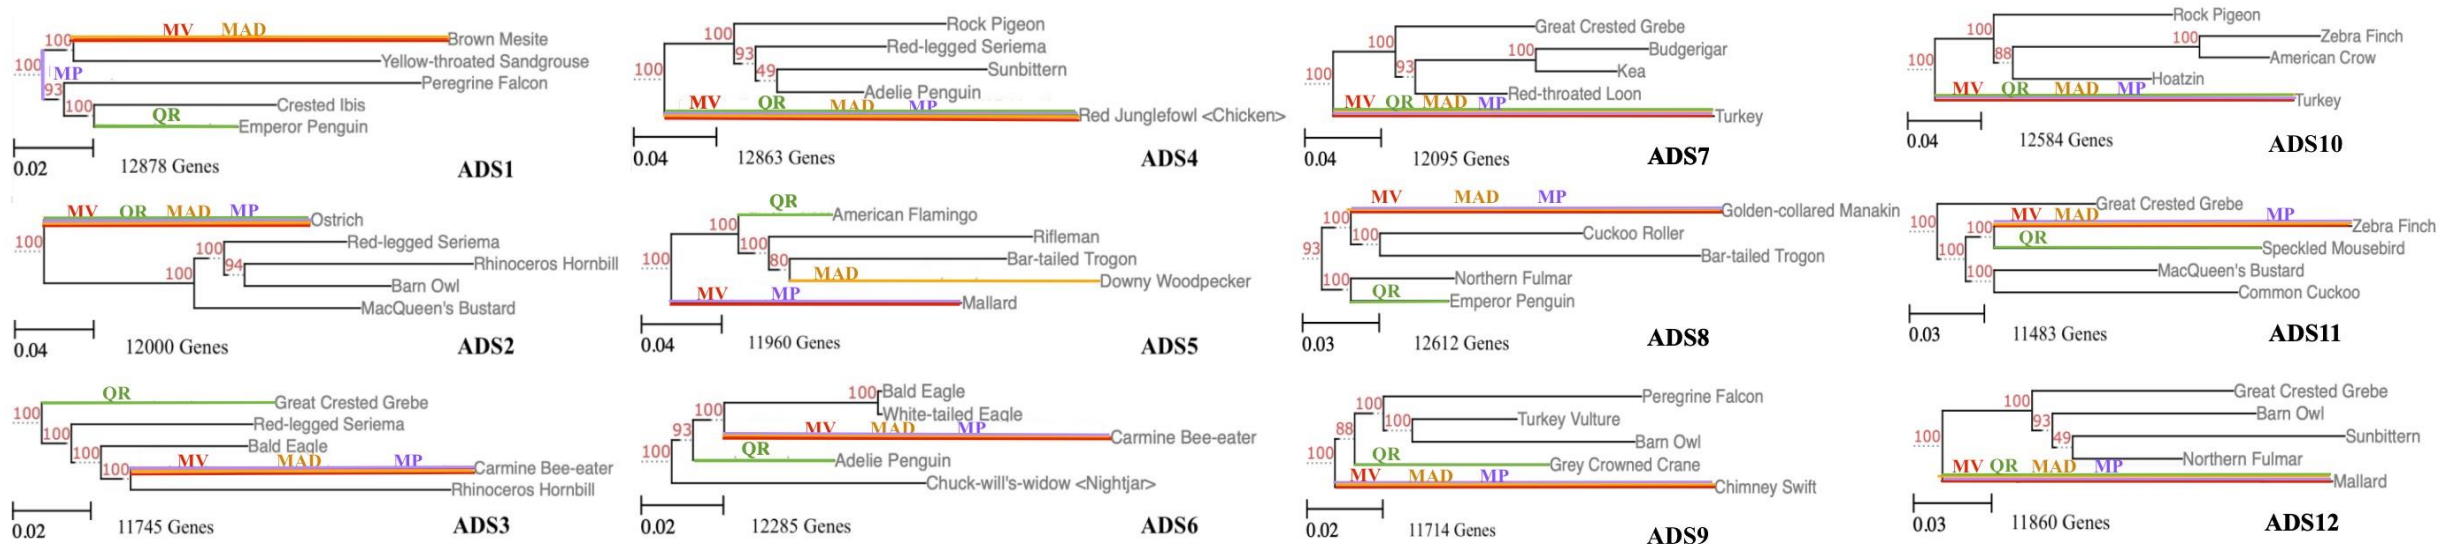 MV MAD
100 Brown Mesite
Yellow-throated Sandgrouse
100 MP
Peregrine Falcon
93
100 Crested Ibis
QR
Emperor Penguin
0.02 12878 Genes ADS1
MV QR MAD MP
Ostrich
100 100 Red-legged Seriema
94 Rhinoceros Hornbill
100 Barn Owl
MacQueen's Bustard
0.04 12000 Genes ADS2
QR
Great Crested Grebe
100 Red-legged Seriema
100 Bald Eagle
100 MV MAD MP
100 Carmine Bee-eater
Rhinoceros Hornbill
0.02 11745 Genes ADS3
Rock Pigeon
100 Red-legged Seriema
93 Sunbittern
100 49 Adelie Penguin
MV QR MAD MP
Red Junglefowl <Chicken>
0.04 12863 Genes ADS4
QR
American Flamingo
100 Rifleman
100 Bar-tailed Trogon
100 80 MAD
Downy Woodpecker
MV MP
Mallard
0.04 11960 Genes ADS5
100 Bald Eagle
100 White-tailed Eagle
93 MV MAD MP
Carmine Bee-eater
100 QR
Adelie Penguin
Chuck-will's-widow <Nightjar>
0.02 12285 Genes ADS6
Great Crested Grebe
100 100 Budgerigar
93 Kea
100 Red-throated Loon
MV QR MAD MP
Turkey
0.04 12095 Genes ADS7
MV MAD MP
Golden-collared Manakin
100 Cuckoo Roller
100 Bar-tailed Trogon
93 Northern Fulmar
100 QR
Emperor Penguin
0.03 12612 Genes ADS8
Peregrine Falcon
100 Turkey Vulture
100 Barn Owl
88 QR
Grey Crowned Crane
100 MV MAD MP
Chimney Swift
0.02 11714 Genes ADS9
Rock Pigeon
100 100 Zebra Finch
88 American Crow
100 Hoatzin
MV QR MAD MP
Turkey
0.04 12584 Genes ADS10
Great Crested Grebe
100 MV MAD MP
100 Zebra Finch
QR
100 Speckled Mousebird
100 MacQueen's Bustard
Common Cuckoo
0.03 11483 Genes ADS11
Great Crested Grebe
100 Barn Owl
93 Sunbittern
100 49 Northern Fulmar
MV QR MAD MP
Mallard
0.03 11860 Genes ADS12